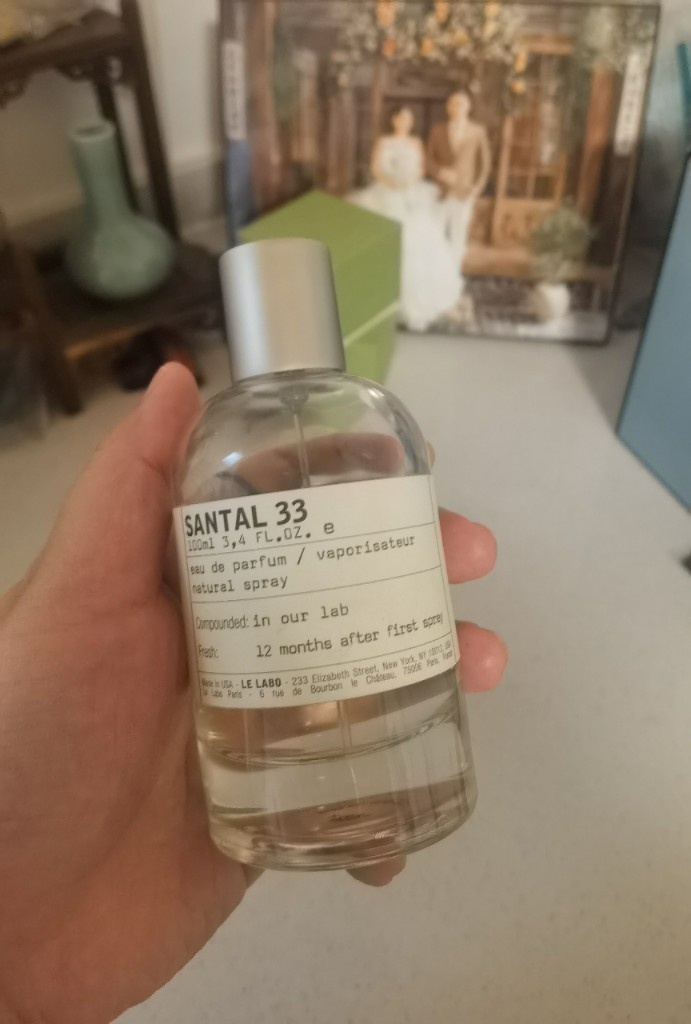 SANTAL 33
100ml 3,4 FL.OZ. e
eau de parfum / vaporisateur
natural spray
Compounded: in our lab
Fresh: 12 months after first spray
Made in USA - LE LABO - 233 Elizabeth Street, New York, NY 10012, USA
Le Labo Paris - 6 rue de Bourbon le Château, 75006 Paris, France